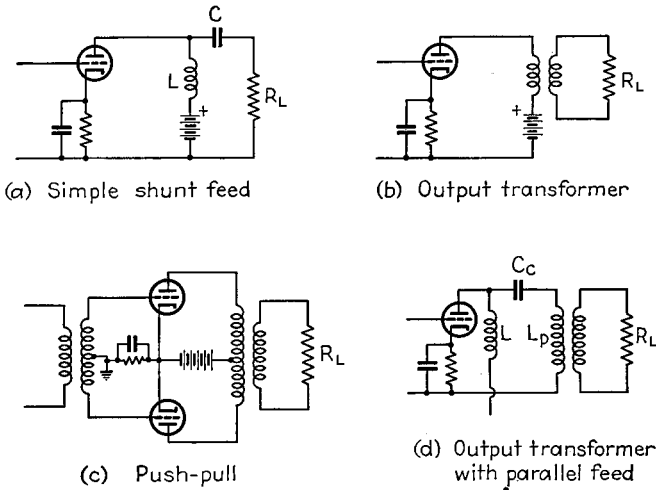 C
L
+
R_L
(a) Simple shunt feed
+
R_L
(b) Output transformer
R_L
(c) Push-pull
C_c
L
L_p
R_L
(d) Output transformer
with parallel feed